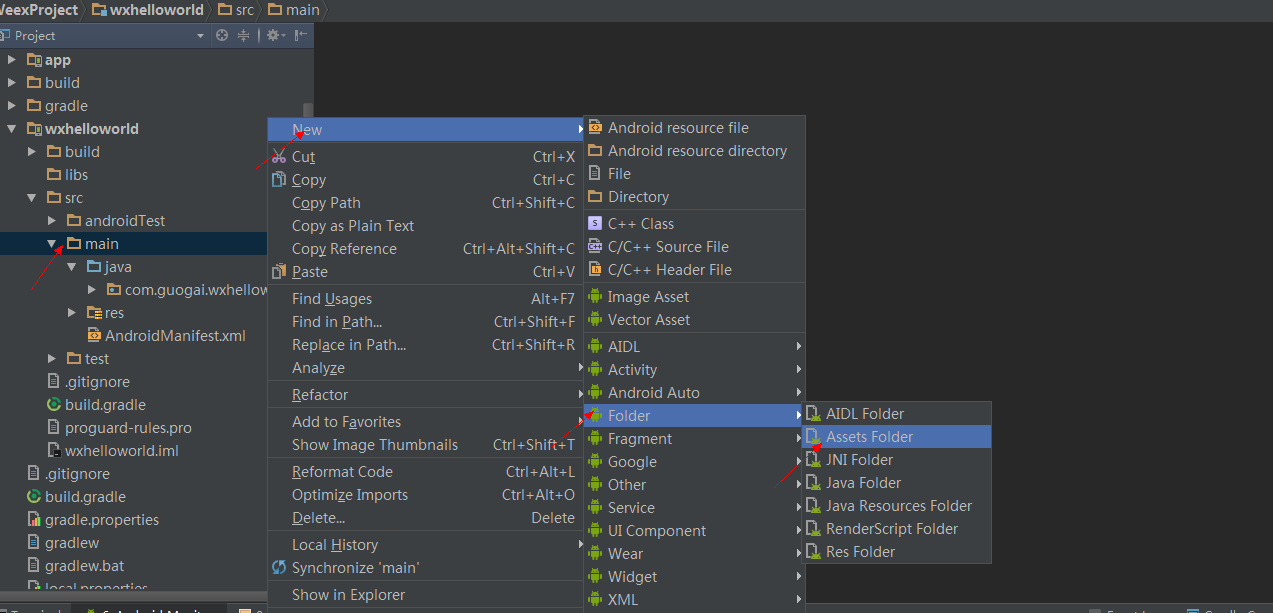 WeexProject wxhelloworld src main
Project
app
build
gradle
wxhelloworld
build
libs
src
androidTest
main
java
com.guogai.wxhellow
res
AndroidManifest.xml
test
.gitignore
build.gradle
proguard-rules.pro
wxhelloworld.iml
.gitignore
build.gradle
gradle.properties
gradlew
gradlew.bat
local.properties
New
Cut Ctrl+X
Copy Ctrl+C
Copy Path Ctrl+Shift+C
Copy as Plain Text
Copy Reference Ctrl+Alt+Shift+C
Paste Ctrl+V
Find Usages Alt+F7
Find in Path... Ctrl+Shift+F
Replace in Path... Ctrl+Shift+R
Analyze
Refactor
Add to Favorites
Show Image Thumbnails Ctrl+Shift+T
Reformat Code Ctrl+Alt+L
Optimize Imports Ctrl+Alt+O
Delete... Delete
Local History
Synchronize 'main'
Show in Explorer
Android resource file
Android resource directory
File
Directory
C++ Class
C/C++ Source File
C/C++ Header File
Image Asset
Vector Asset
AIDL
Activity
Android Auto
Folder
Fragment
Google
Other
Service
UI Component
Wear
Widget
XML
AIDL Folder
Assets Folder
JNI Folder
Java Folder
Java Resources Folder
RenderScript Folder
Res Folder